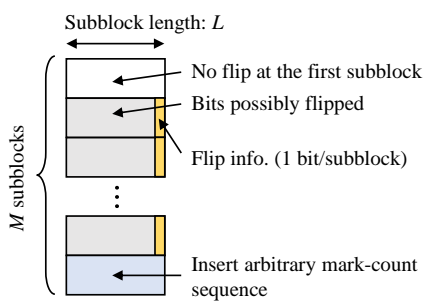 Subblock length: L
No flip at the first subblock
Bits possibly flipped
Flip info. (1 bit/subblock)
M subblocks
Insert arbitrary mark-count
sequence